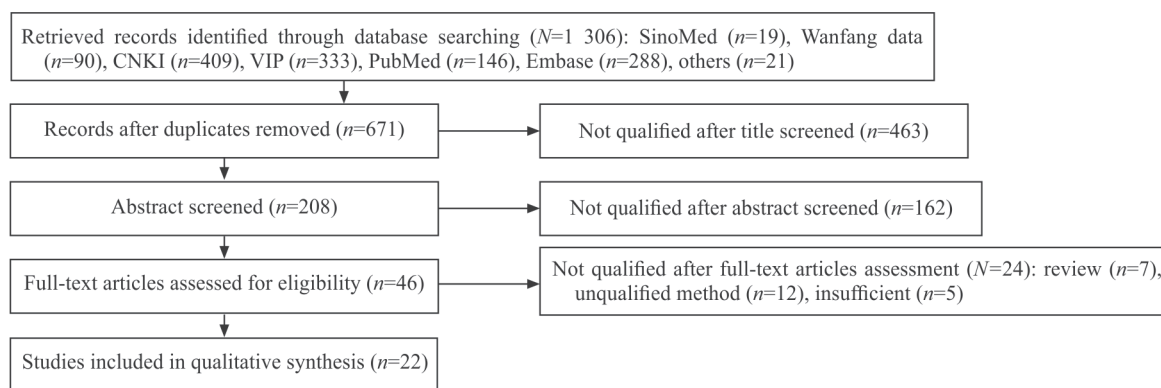 Retrieved records identified through database searching (N=1 306): SinoMed (n=19), Wanfang data
(n=90), CNKI (n=409), VIP (n=333), PubMed (n=146), Embase (n=288), others (n=21)
Records after duplicates removed (n=671)
Not qualified after title screened (n=463)
Abstract screened (n=208)
Not qualified after abstract screened (n=162)
Full-text articles assessed for eligibility (n=46)
Not qualified after full-text articles assessment (N=24): review (n=7),
unqualified method (n=12), insufficient (n=5)
Studies included in qualitative synthesis (n=22)